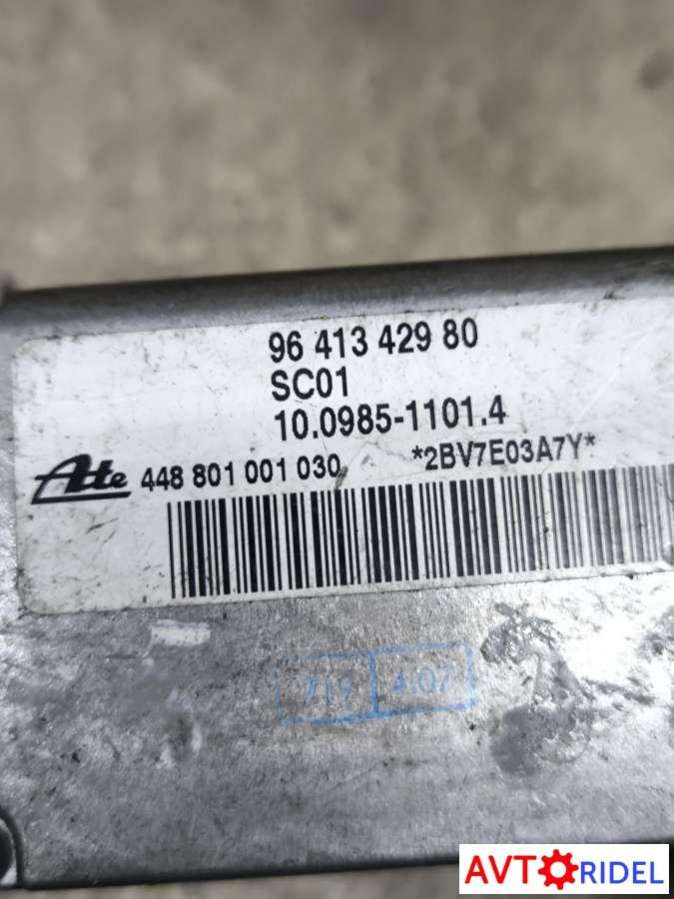 96 413 429 80
SC01
10.0985-1101.4
Ate 448 801 001 030 *2BV7E03A7Y*
4.07
AVTORIDEL